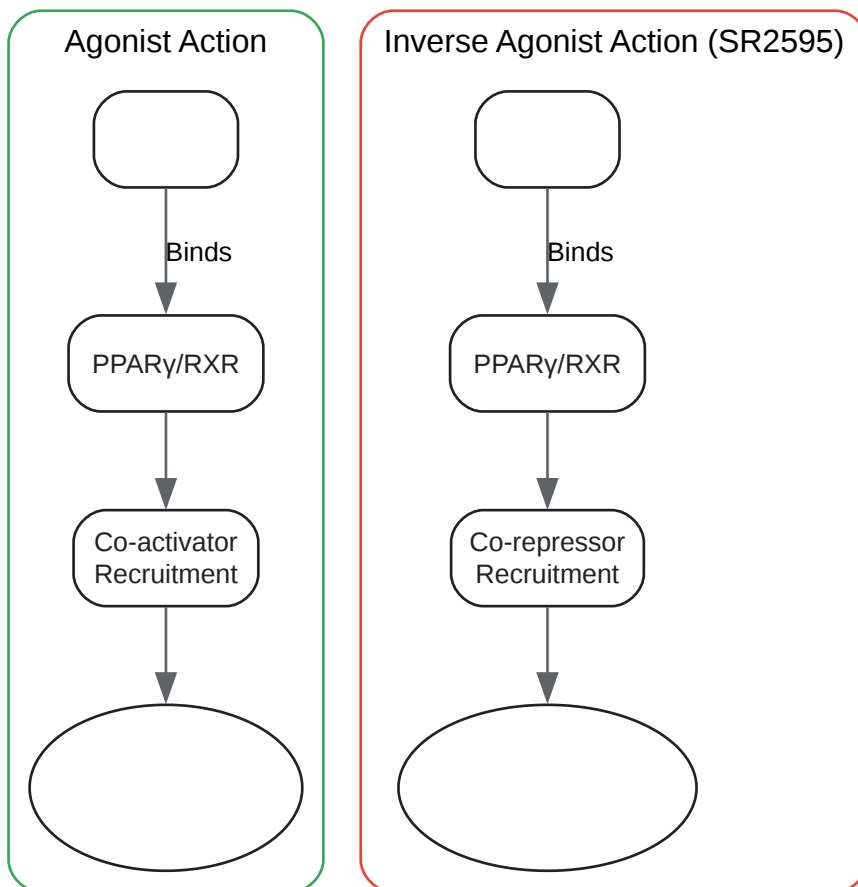 Agonist Action
Binds
PPARγ/RXR
Co-activator
Recruitment
Inverse Agonist Action (SR2595)
Binds
PPARγ/RXR
Co-repressor
Recruitment